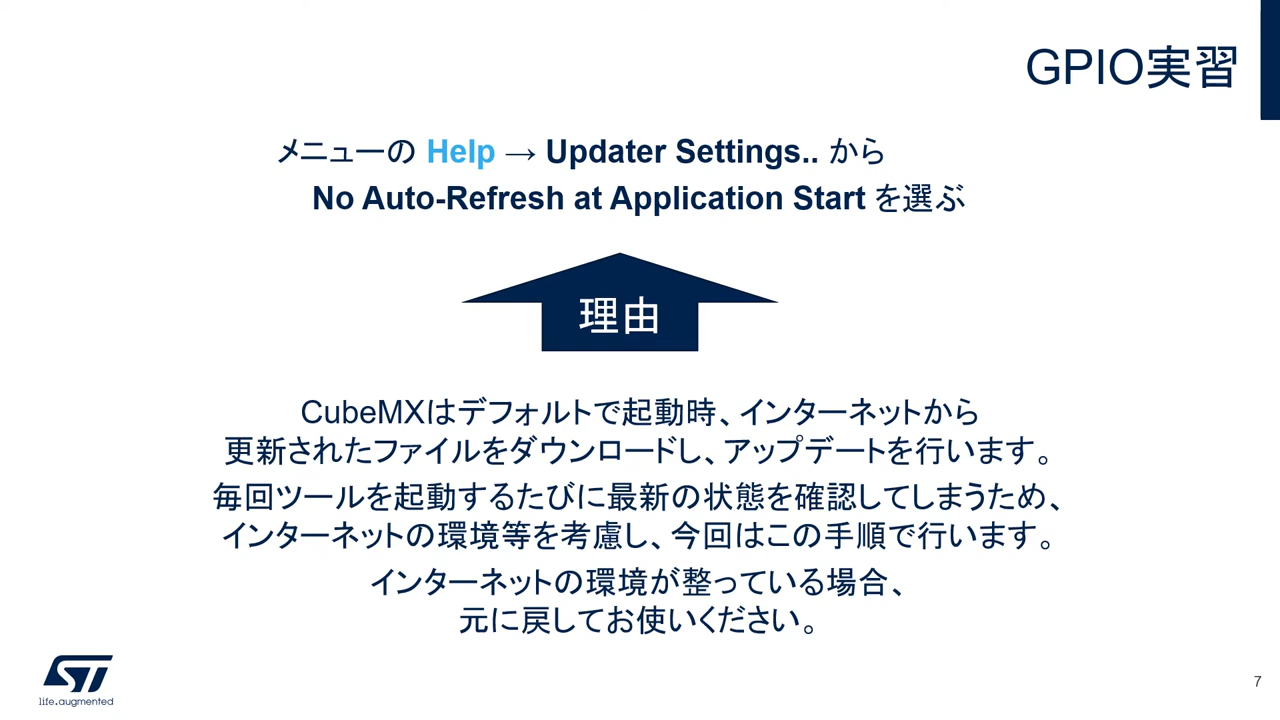 GPIO実習
メニューの Help → Updater Settings.. から
No Auto-Refresh at Application Start を選ぶ
理由
CubeMXはデフォルトで起動時、インターネットから
更新されたファイルをダウンロードし、アップデートを行います。
毎回ツールを起動するたびに最新の状態を確認してしまうため、
インターネットの環境等を考慮し、今回はこの手順で行います。
インターネットの環境が整っている場合、
元に戻してお使いください。
ST
life.augmented
7